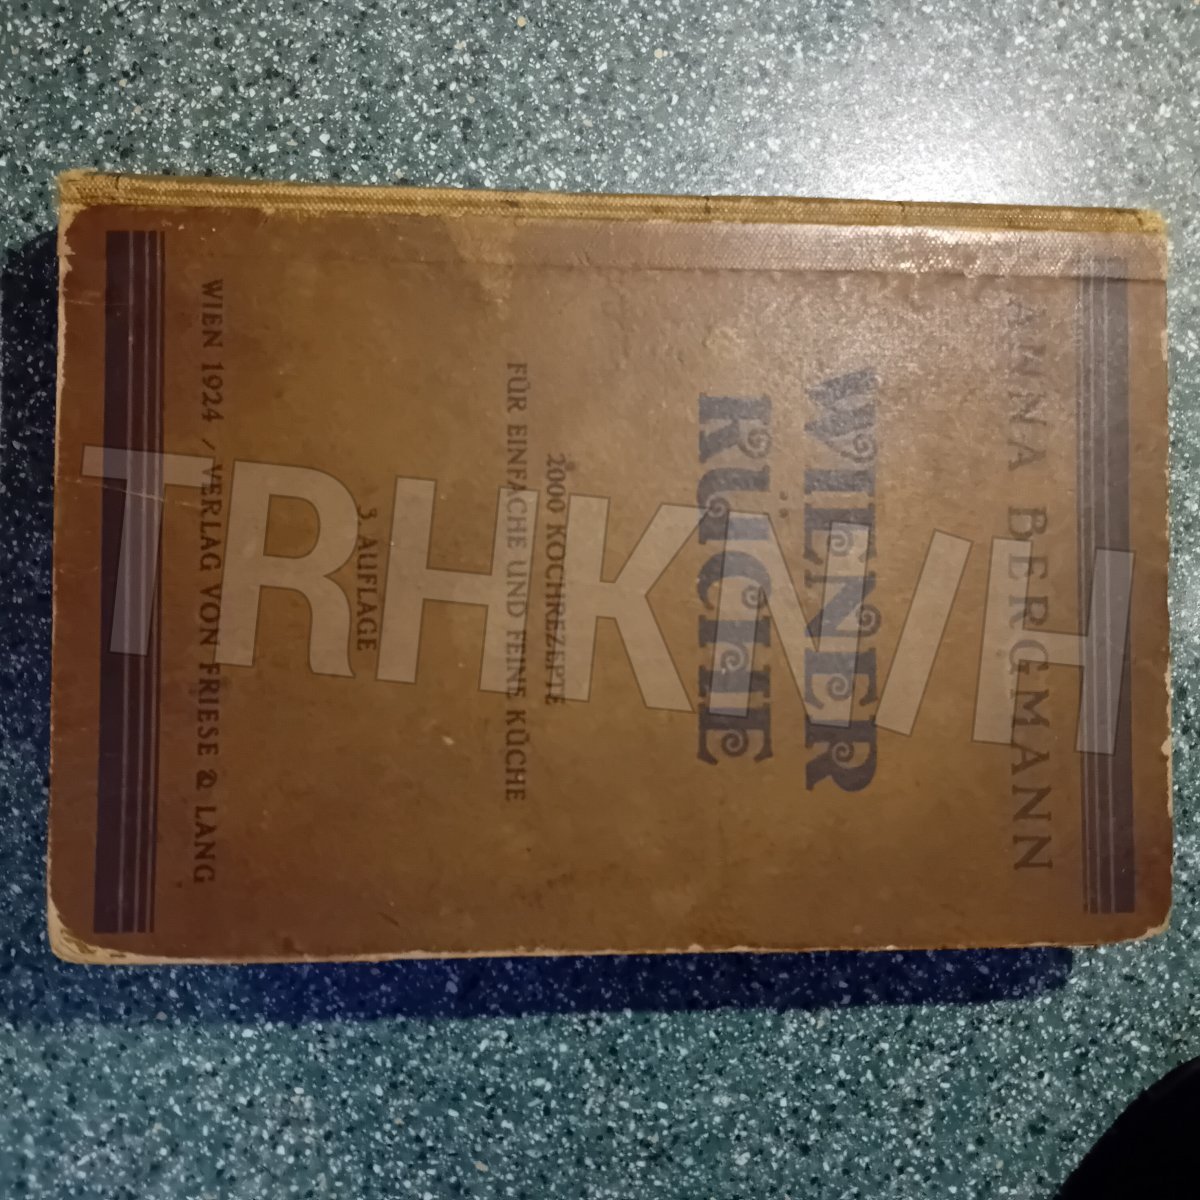 ANNA BERGMANN
WIENER
KÜCHE
2000 KOCHREZEPTE
FÜR EINFACHE UND FEINE KÜCHE
3. AUFLAGE
WIEN 1924 / VERLAG VON FRIESE & LANG
TRHKN/H